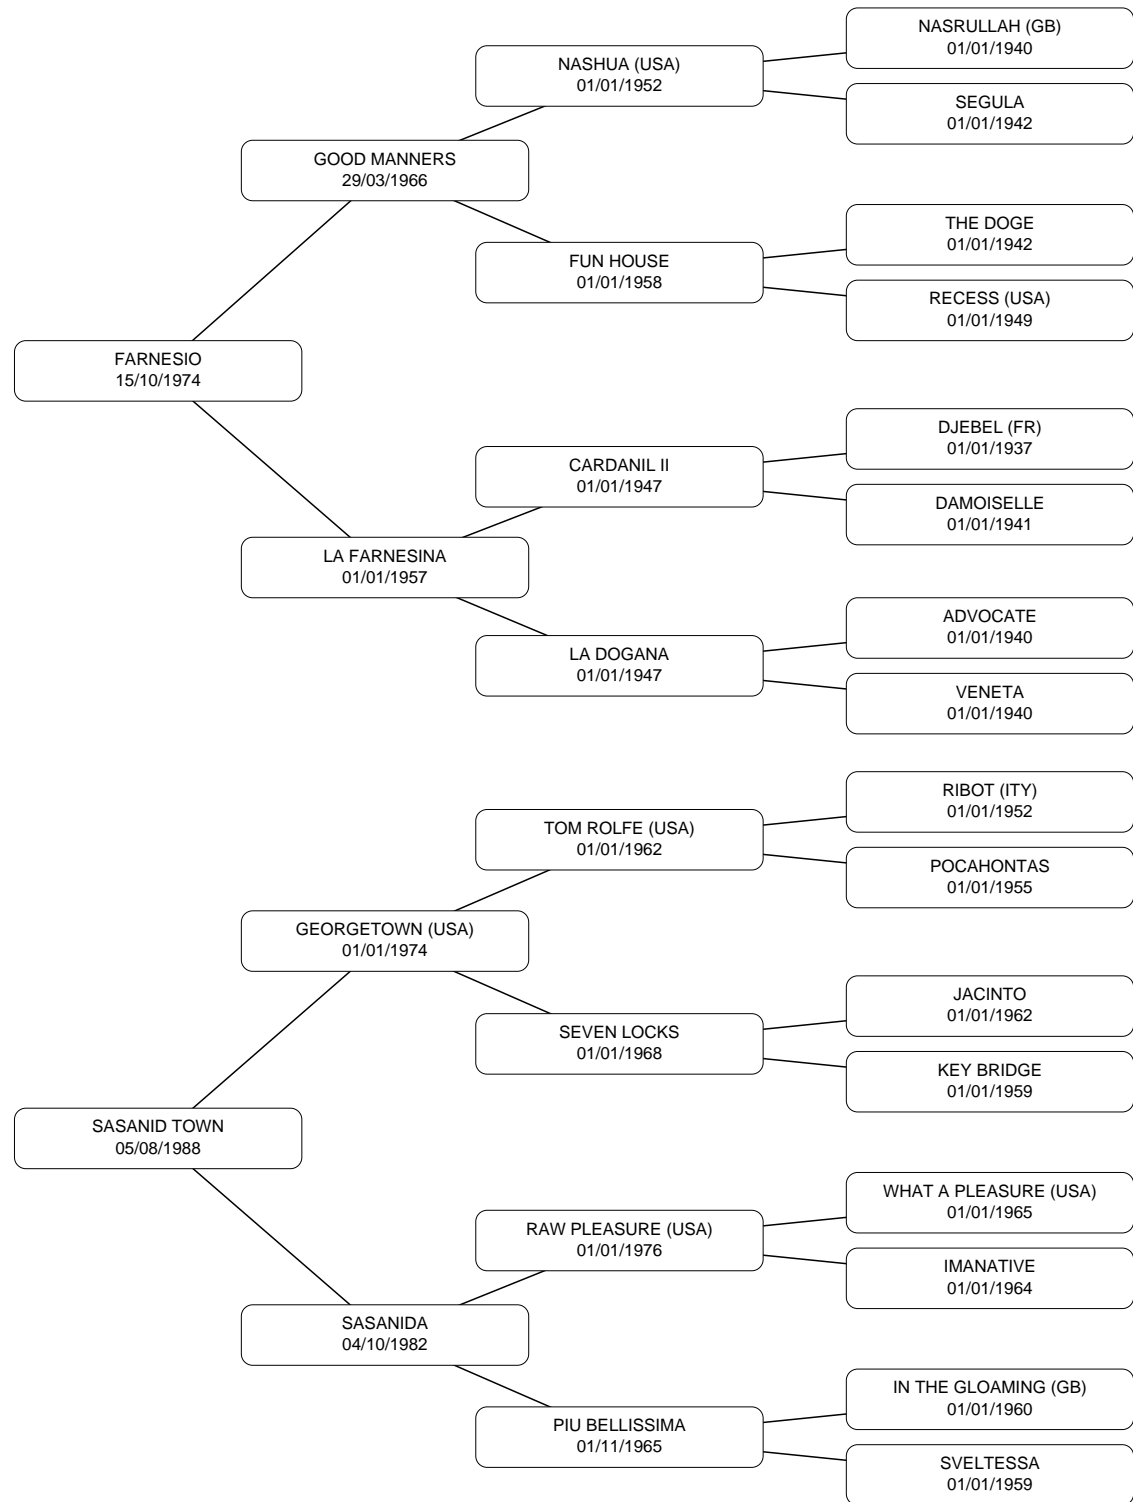 NASRULLAH (GB)
01/01/1940
NASHUA (USA)
01/01/1952
SEGULA
01/01/1942
GOOD MANNERS
29/03/1966
THE DOGE
01/01/1942
FUN HOUSE
01/01/1958
RECESS (USA)
01/01/1949
FARNESIO
15/10/1974
DJEBEL (FR)
01/01/1937
CARDANIL II
01/01/1947
DAMOISELLE
01/01/1941
LA FARNESINA
01/01/1957
ADVOCATE
01/01/1940
LA DOGANA
01/01/1947
VENETA
01/01/1940
RIBOT (ITY)
01/01/1952
TOM ROLFE (USA)
01/01/1962
POCAHONTAS
01/01/1955
GEORGETOWN (USA)
01/01/1974
JACINTO
01/01/1962
SEVEN LOCKS
01/01/1968
KEY BRIDGE
01/01/1959
SASANID TOWN
05/08/1988
WHAT A PLEASURE (USA)
01/01/1965
RAW PLEASURE (USA)
01/01/1976
IMANATIVE
01/01/1964
SASANIDA
04/10/1982
IN THE GLOAMING (GB)
01/01/1960
PIU BELLISSIMA
01/11/1965
SVELTESSA
01/01/1959